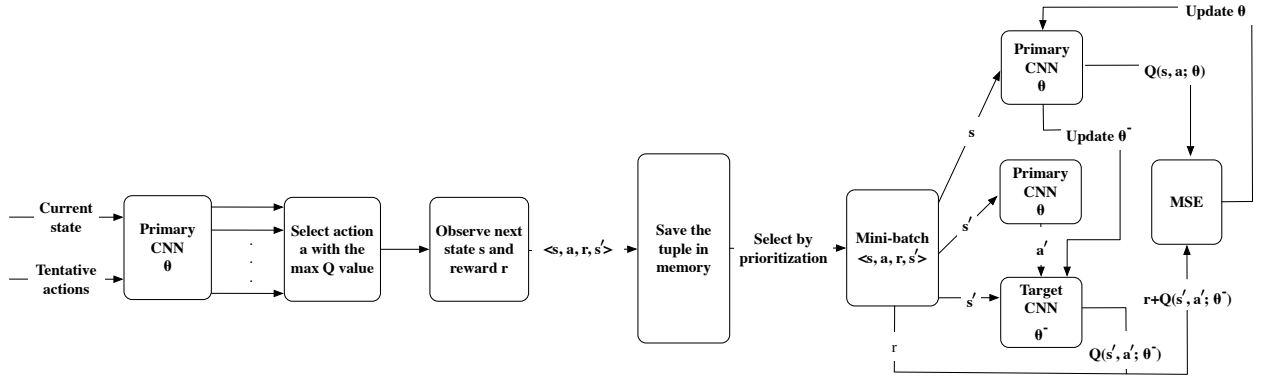 Current
state
Tentative
actions
Primary
CNN
θ
Select action
a with the
max Q value
Observe next
state s and
reward r
<s, a, r, s′>
Save the
tuple in
memory
Select by
prioritization
Mini-batch
<s, a, r, s′>
s
s′
s′
r
Primary
CNN
θ
Update θ⁻
Primary
CNN
θ
a′
Target
CNN
θ⁻
Q(s′, a′; θ⁻)
Update θ
Q(s, a; θ)
MSE
r+Q(s′, a′; θ⁻)